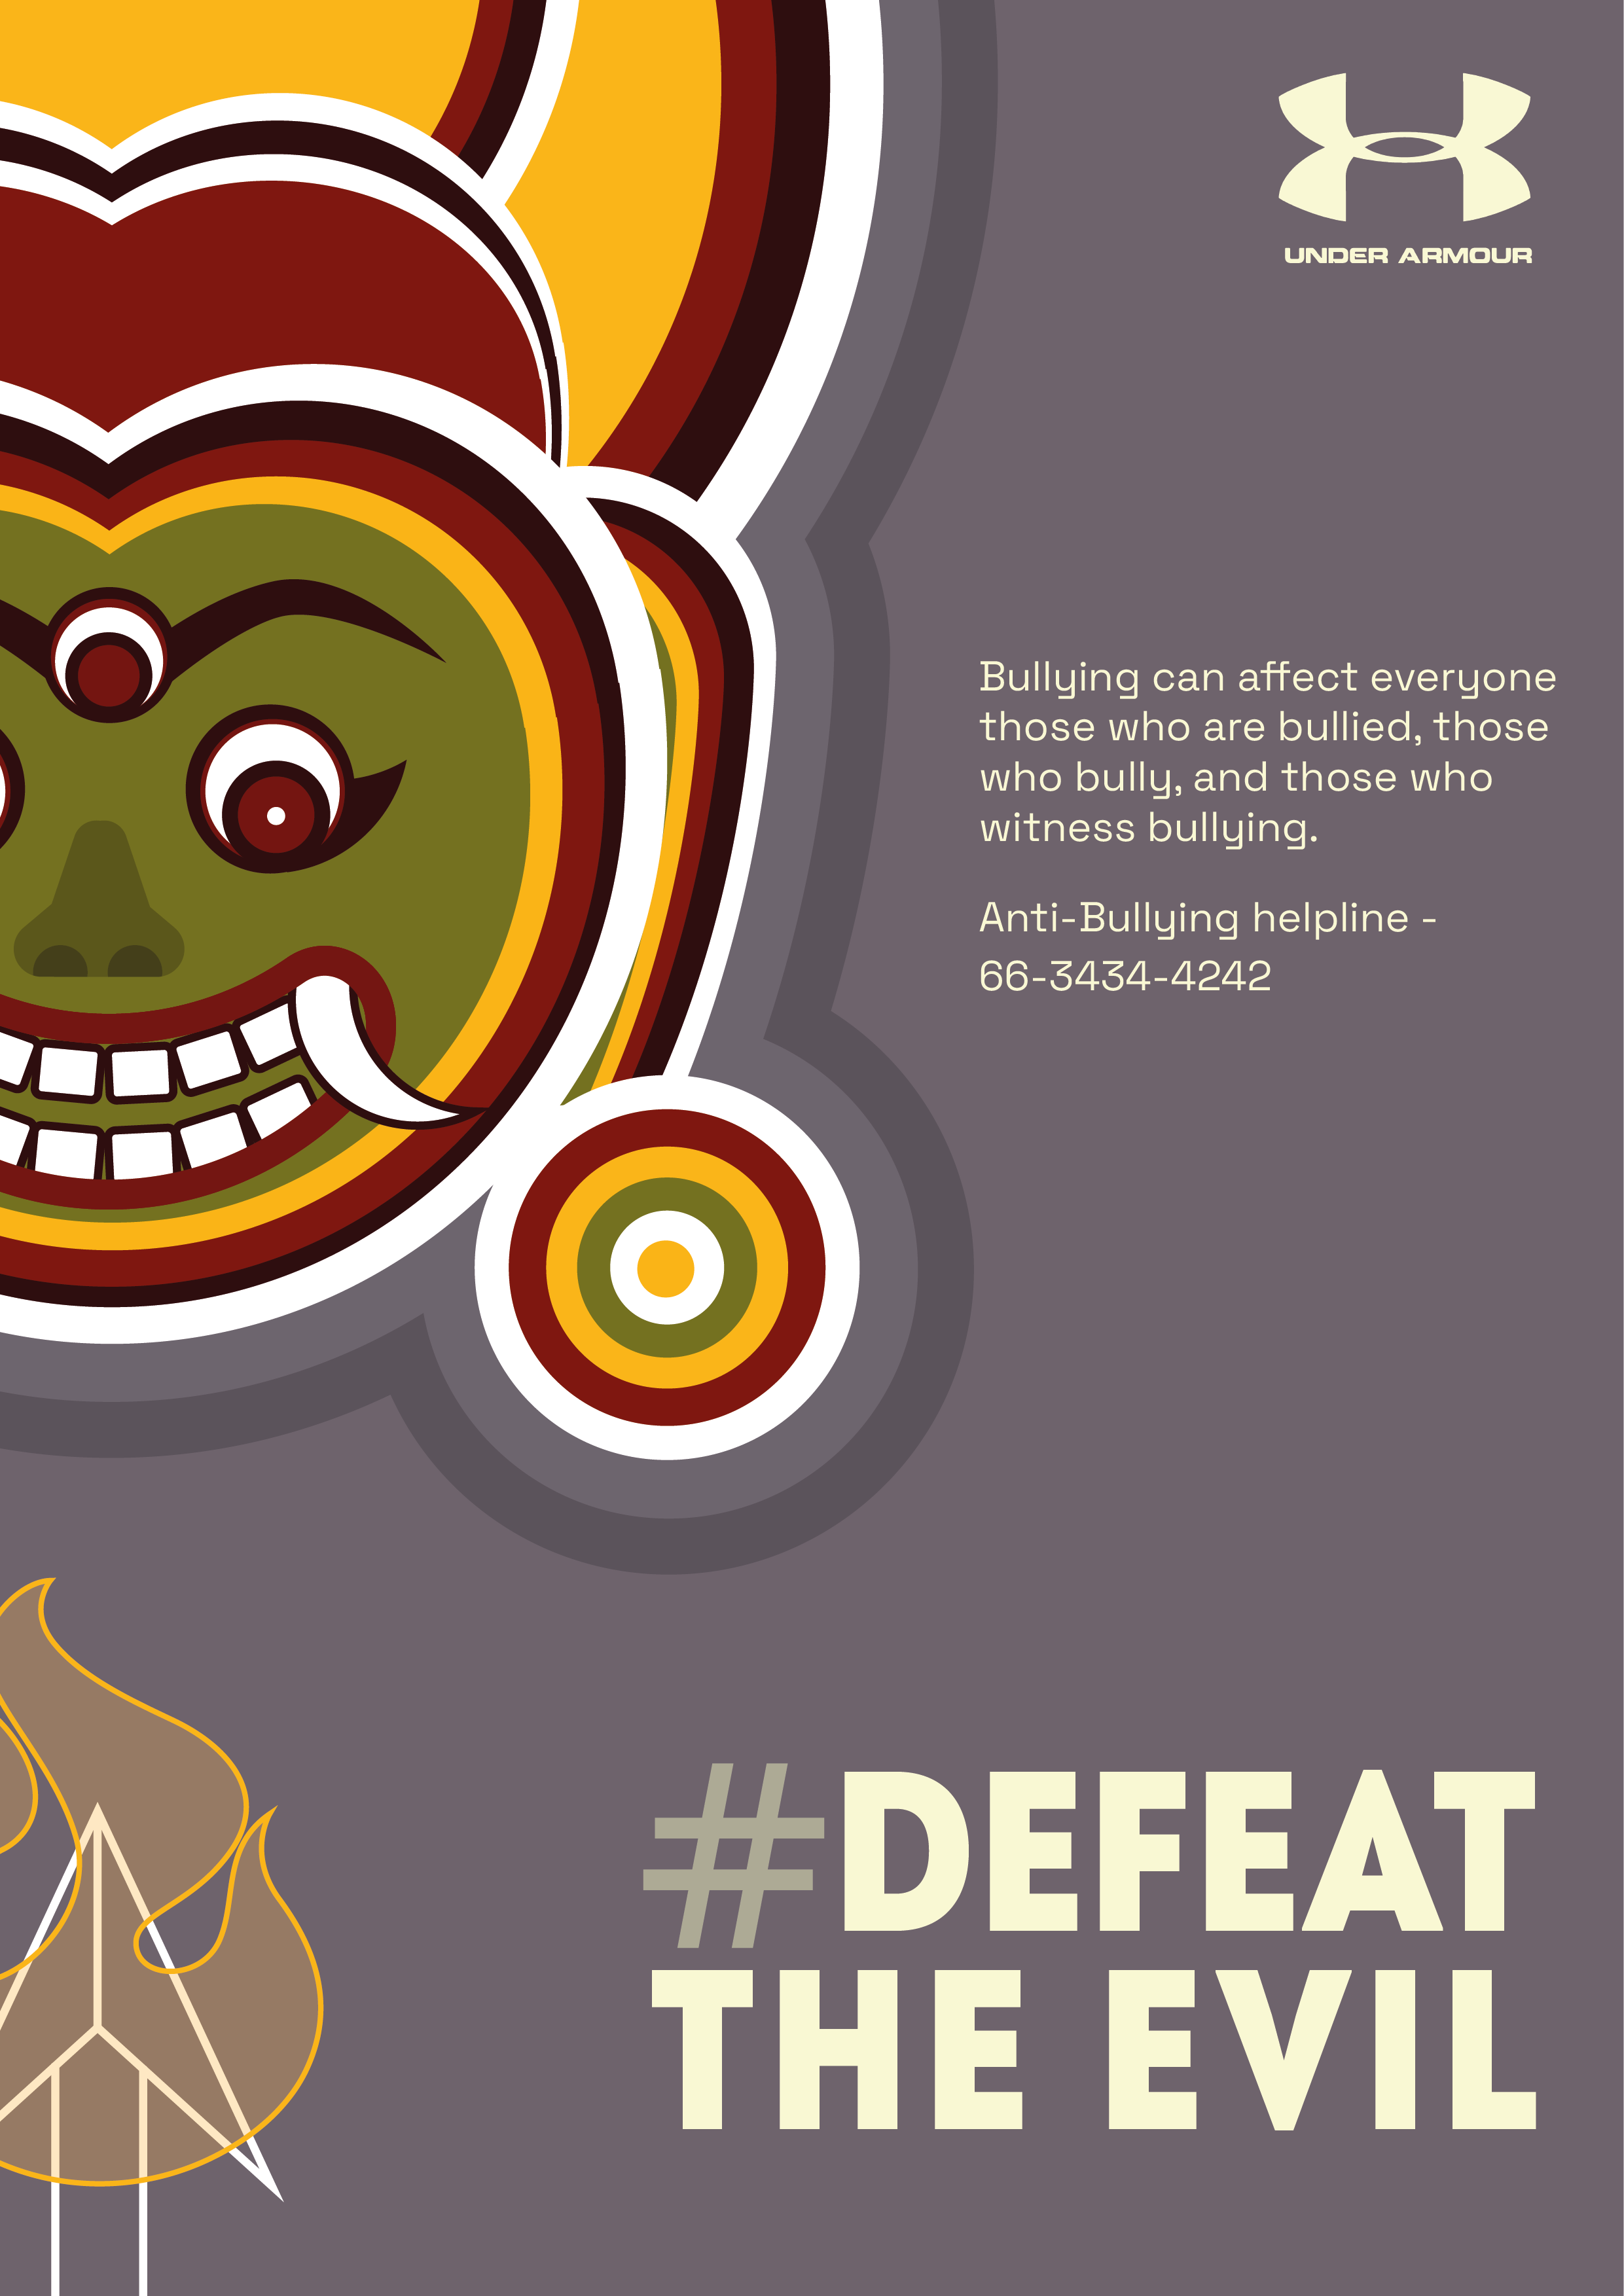 UNDER ARMOUR
Bullying can affect everyone
those who are bullied, those
who bully, and those who
witness bullying.
Anti-Bullying helpline -
66-3434-4242
#DEFEAT
THE EVIL